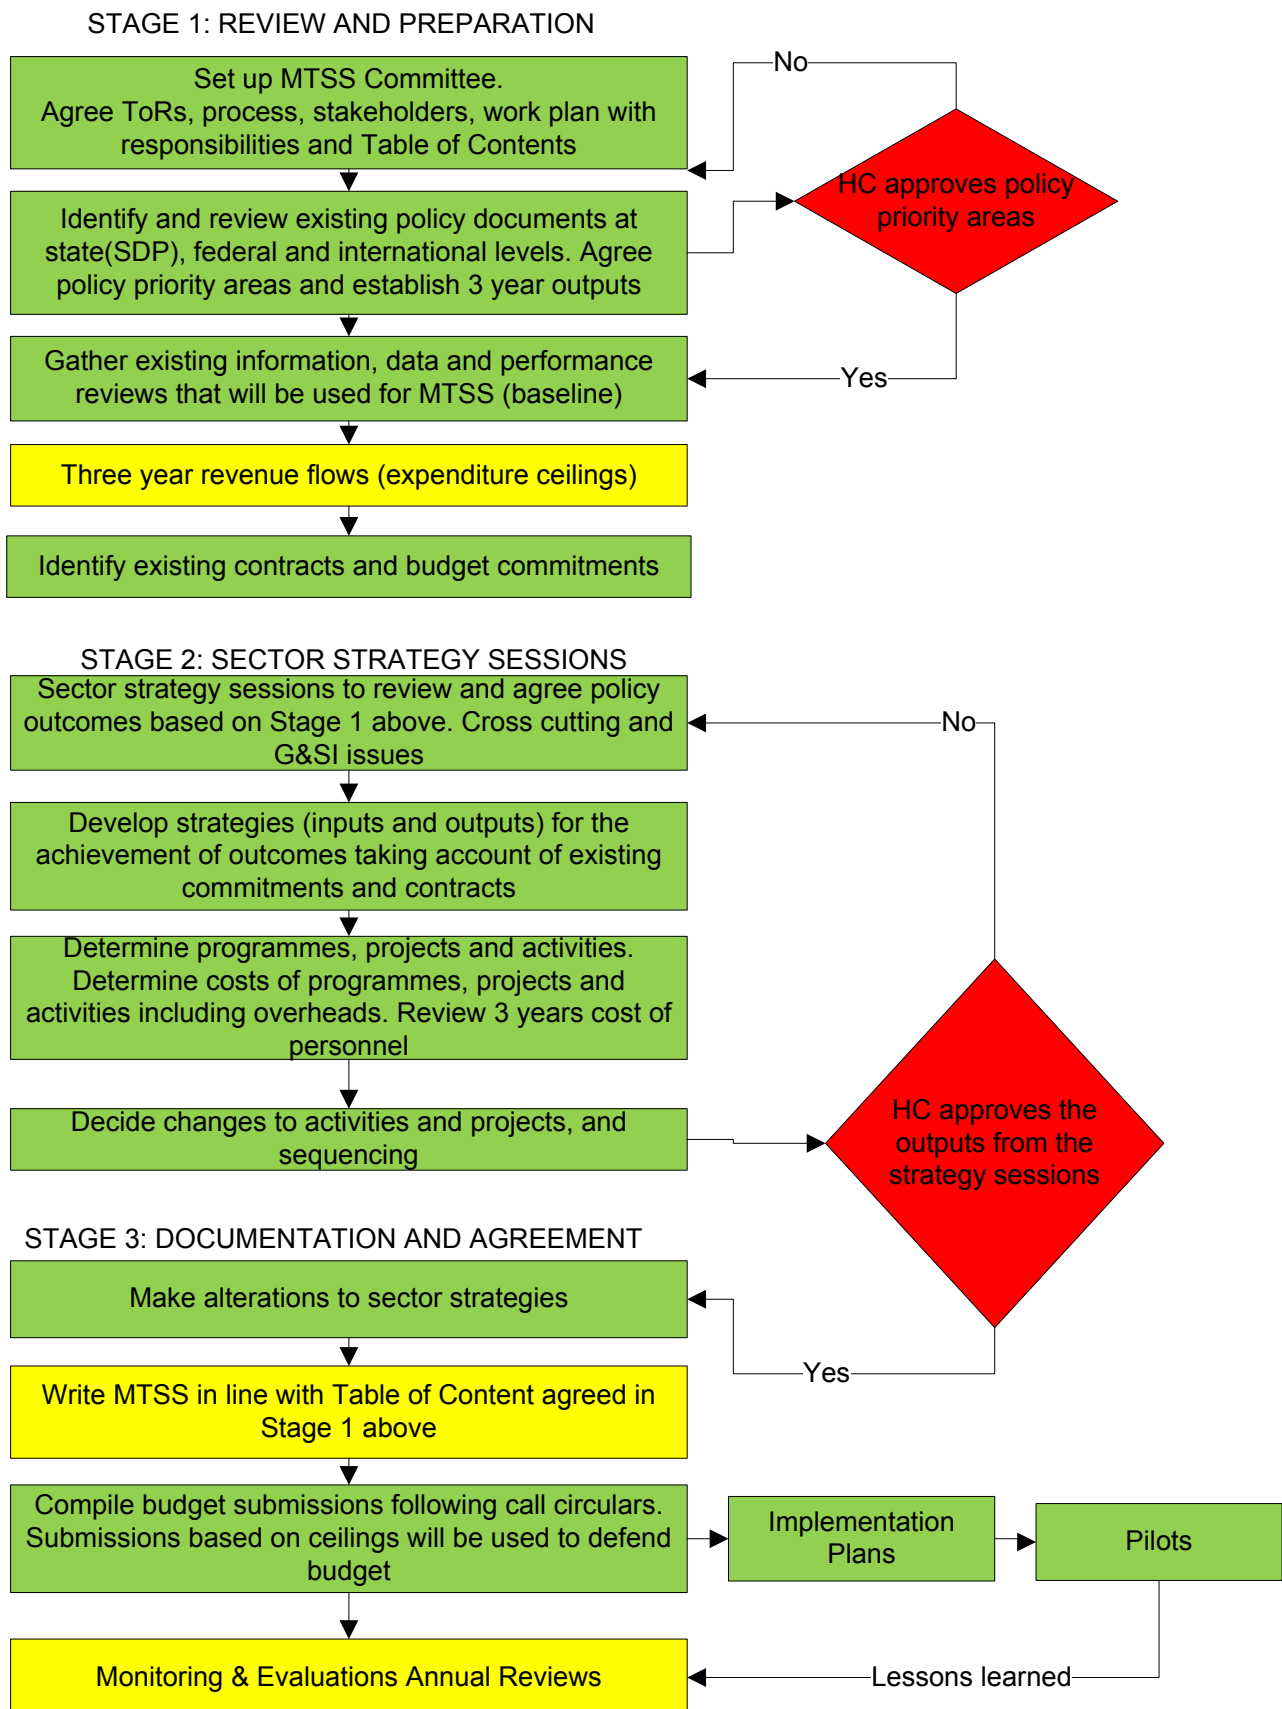 STAGE 1: REVIEW AND PREPARATION
Set up MTSS Committee.
Agree ToRs, process, stakeholders, work plan with
responsibilities and Table of Contents
No
HC approves policy
priority areas
Identify and review existing policy documents at
state(SDP), federal and international levels. Agree
policy priority areas and establish 3 year outputs
Gather existing information, data and performance
reviews that will be used for MTSS (baseline)
Yes
Three year revenue flows (expenditure ceilings)
Identify existing contracts and budget commitments
STAGE 2: SECTOR STRATEGY SESSIONS
Sector strategy sessions to review and agree policy
outcomes based on Stage 1 above. Cross cutting and
G&SI issues
No
Develop strategies (inputs and outputs) for the
achievement of outcomes taking account of existing
commitments and contracts
Determine programmes, projects and activities.
Determine costs of programmes, projects and
activities including overheads. Review 3 years cost of
personnel
Decide changes to activities and projects, and
sequencing
HC approves the
outputs from the
strategy sessions
STAGE 3: DOCUMENTATION AND AGREEMENT
Make alterations to sector strategies
Yes
Write MTSS in line with Table of Content agreed in
Stage 1 above
Compile budget submissions following call circulars.
Submissions based on ceilings will be used to defend
budget
Implementation
Plans
Pilots
Monitoring & Evaluations Annual Reviews
Lessons learned